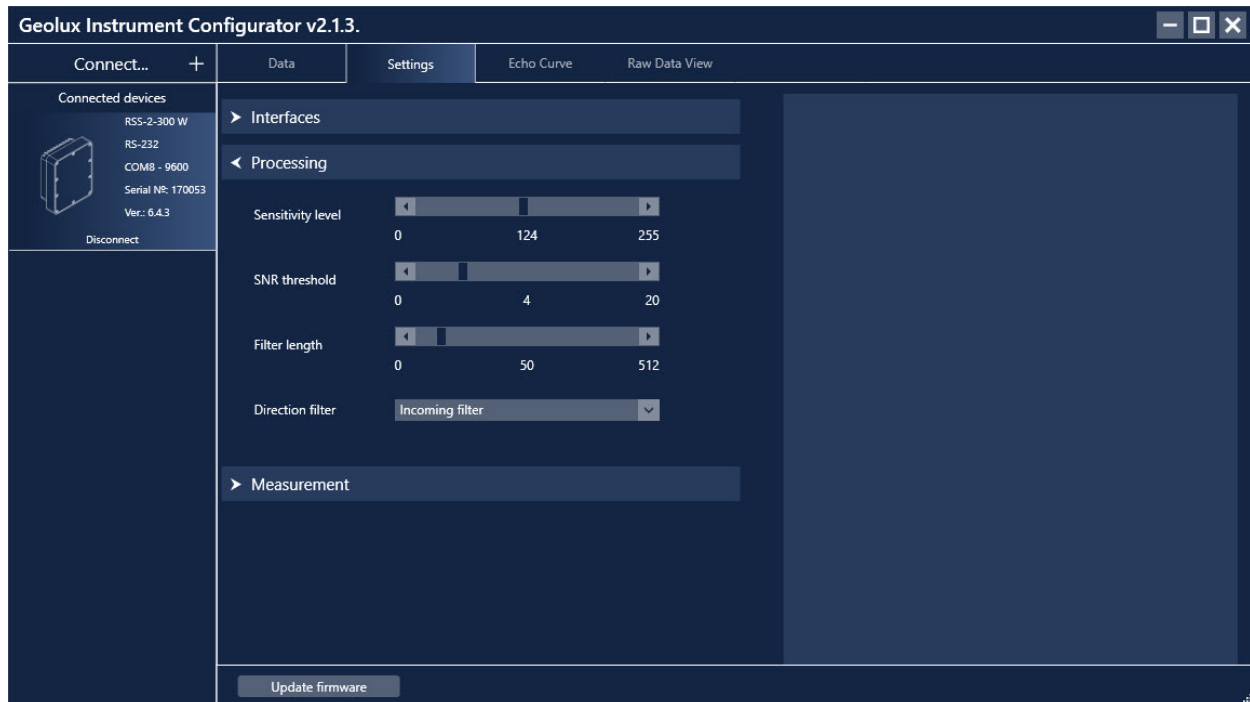 Geolux Instrument Configurator v2.1.3.
Connect... +
Data Settings Echo Curve Raw Data View
Connected devices
RSS-2-300 W
RS-232
COM8 - 9600
Serial Nº: 170053
Ver.: 6.4.3
Disconnect
Interfaces
Processing
Sensitivity level
0 124 255
SNR threshold
0 4 20
Filter length
0 50 512
Direction filter Incoming filter
Measurement
Update firmware